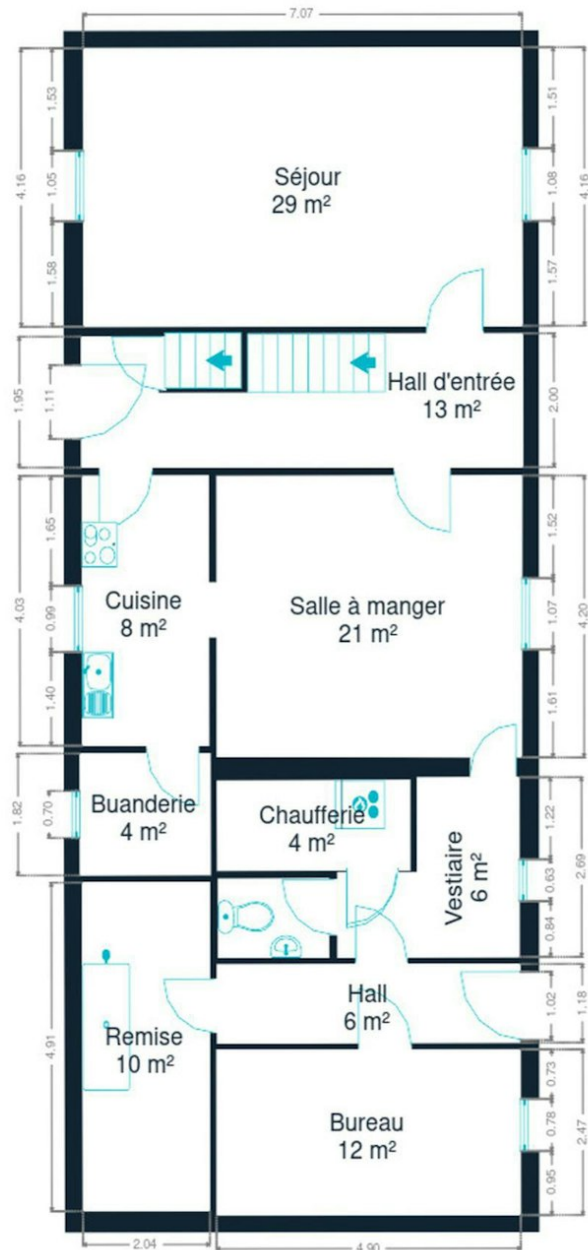 7.07
1.53
1.51
4.16
1.05
1.08
4.16
Séjour
29 m²
1.58
1.57
1.95
1.11
Hall d'entrée
13 m²
2.00
1.65
1.52
4.03
0.99
Cuisine
8 m²
Salle à manger
21 m²
1.07
4.20
1.40
1.61
1.82
0.70
Buanderie
4 m²
Chaufferie
4 m²
Vestiaire
6 m²
1.22
0.63
2.69
0.84
4.91
Remise
10 m²
Hall
6 m²
1.02
1.18
Bureau
12 m²
0.73
0.78
2.47
0.95
2.04
4.90